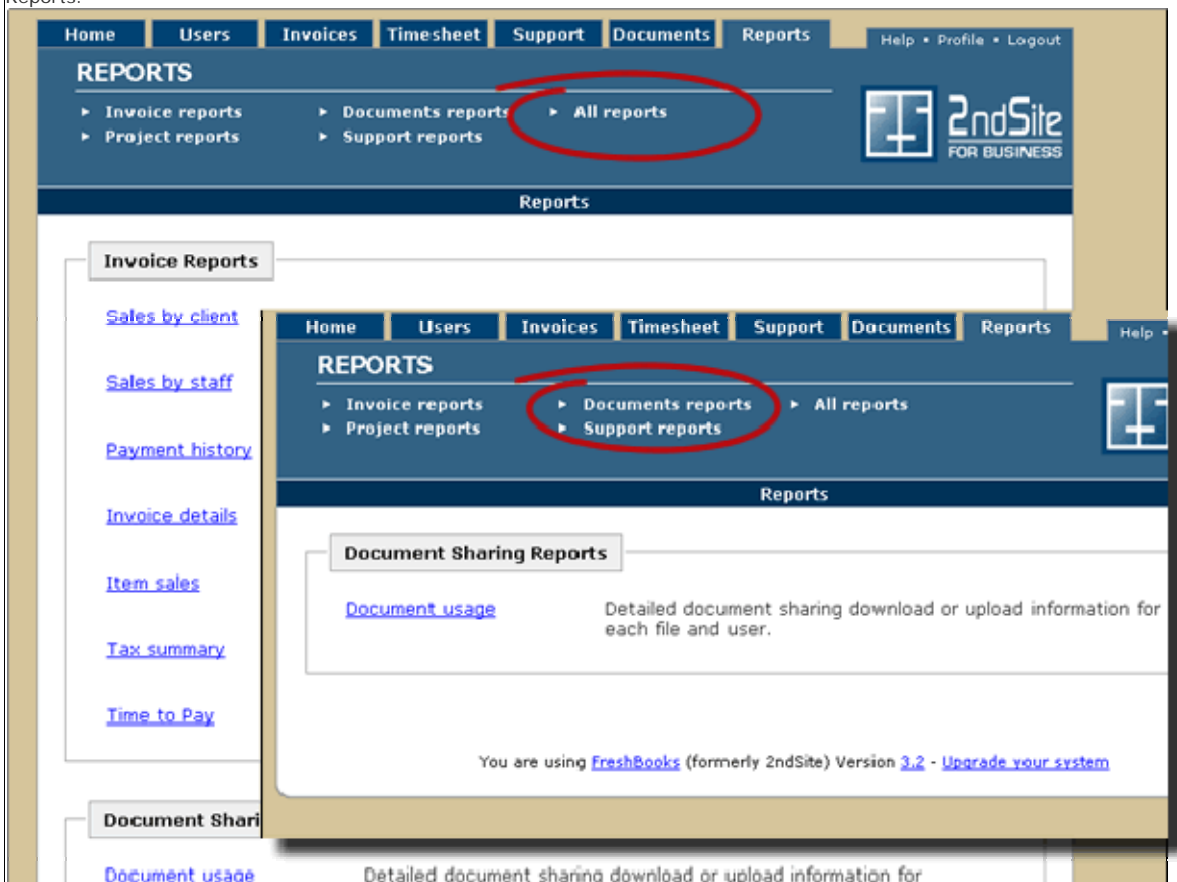 Reports.
Home Users Invoices Timesheet Support Documents Reports Help • Profile • Logout
REPORTS
Invoice reports Documents reports All reports
Project reports Support reports
2ndSite
FOR BUSINESS
Reports
Invoice Reports
Sales by client
Sales by staff
Payment history
Invoice details
Item sales
Tax summary
Time to Pay
Document Shari
Document usage Detailed document sharing download or upload information for
Home Users Invoices Timesheet Support Documents Reports Help •
REPORTS
Invoice reports Documents reports All reports
Project reports Support reports
Reports
Document Sharing Reports
Document usage Detailed document sharing download or upload information for
each file and user.
You are using FreshBooks (formerly 2ndSite) Version 3.2 - Upgrade your system